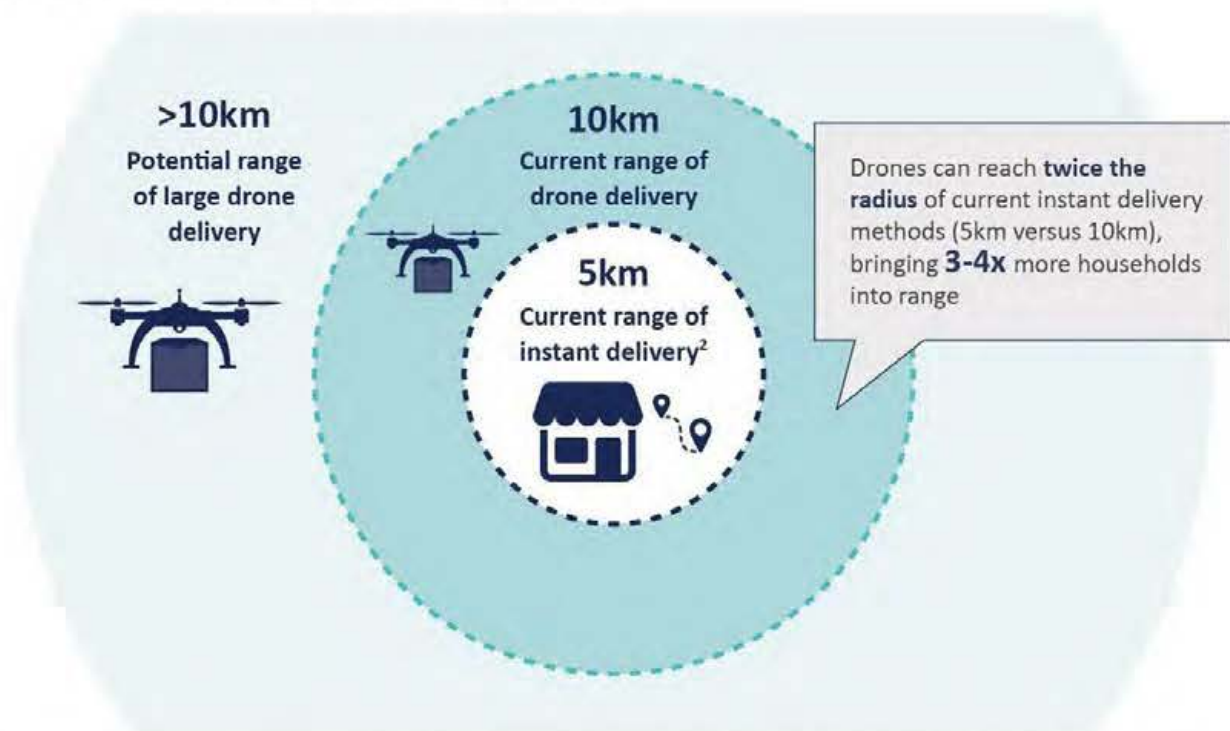 >10km
Potential range
of large drone
delivery
10km
Current range of
drone delivery
5km
Current range of
instant delivery²
Drones can reach twice the
radius of current instant delivery
methods (5km versus 10km),
bringing 3-4x more households
into range